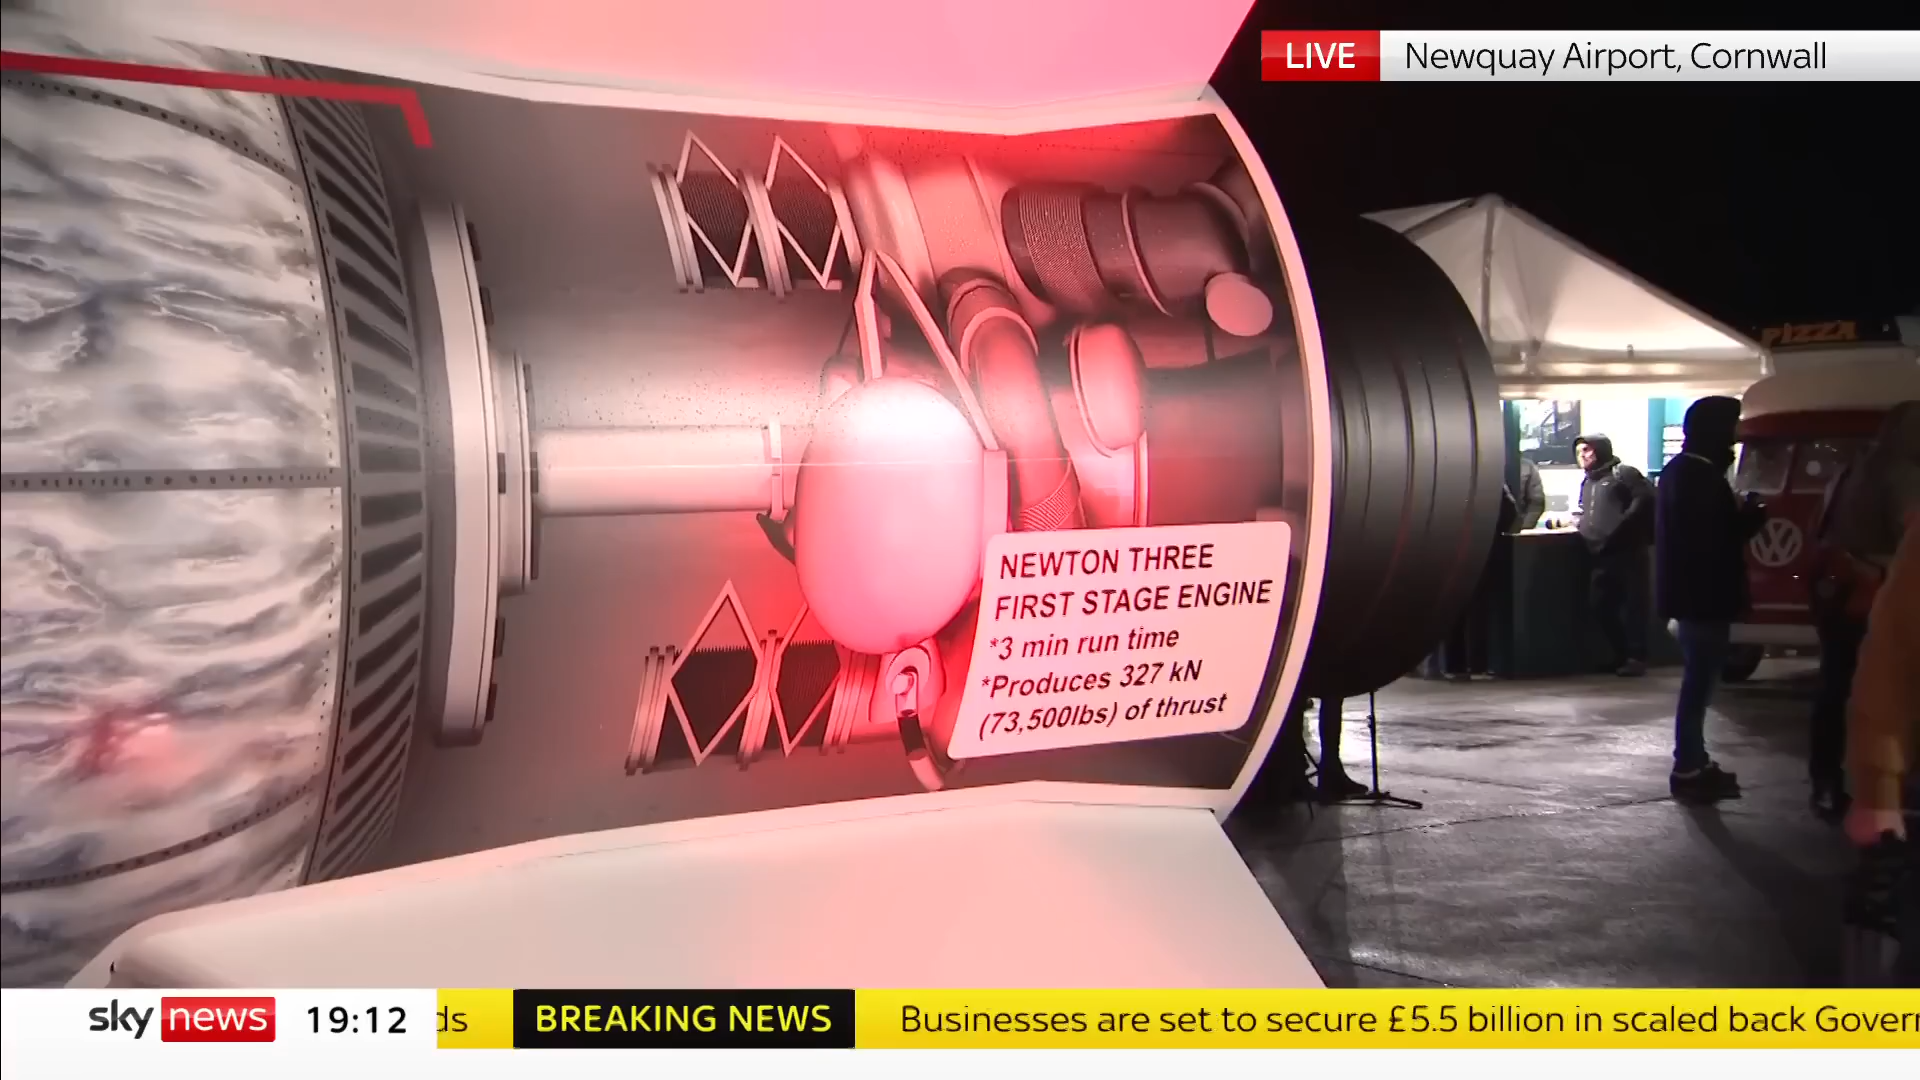 LIVE Newquay Airport, Cornwall
PIZZA
NEWTON THREE
FIRST STAGE ENGINE
*3 min run time
*Produces 327 kN
(73,500lbs) of thrust
sky news 19:12 ds BREAKING NEWS Businesses are set to secure £5.5 billion in scaled back Govern